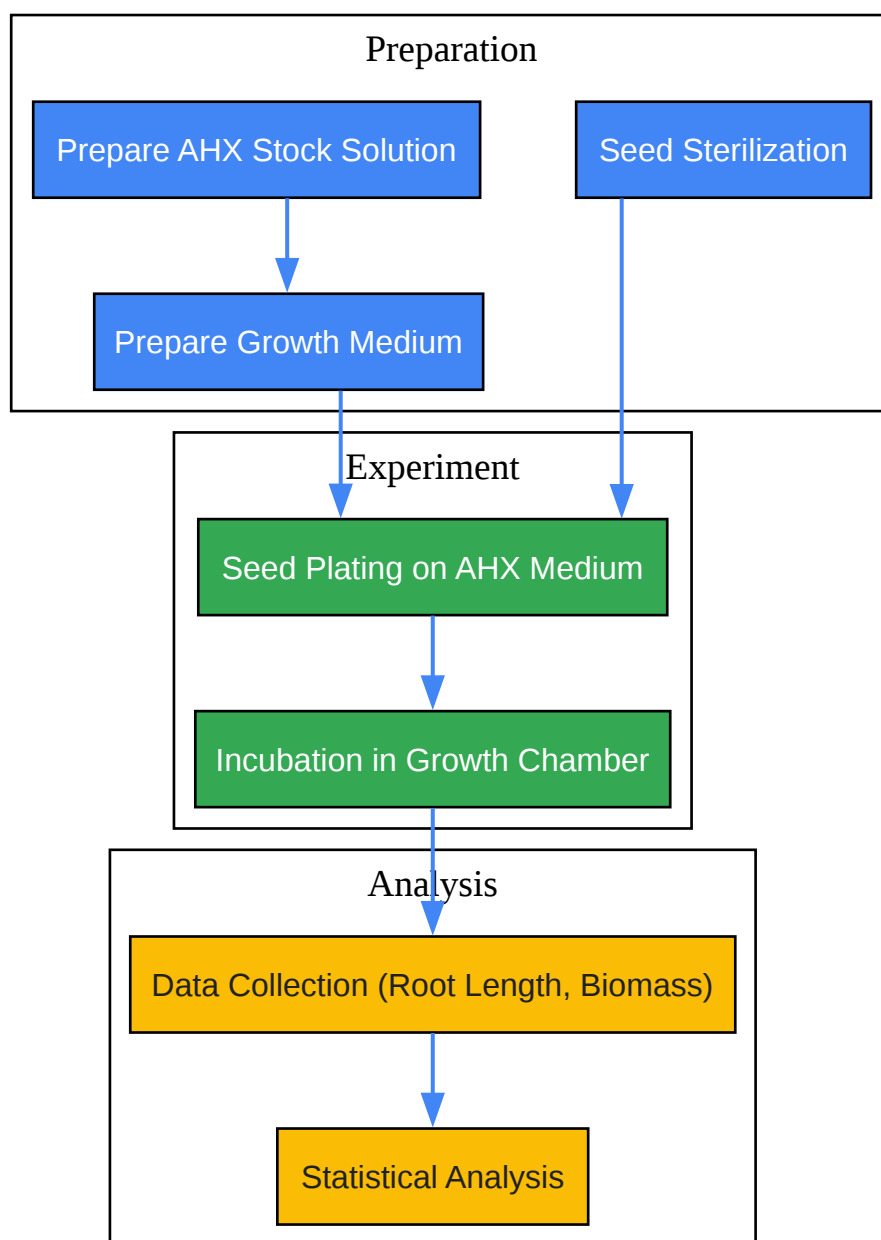 Preparation
Prepare AHX Stock Solution
Seed Sterilization
Prepare Growth Medium
Experiment
Seed Plating on AHX Medium
Incubation in Growth Chamber
Analysis
Data Collection (Root Length, Biomass)
Statistical Analysis